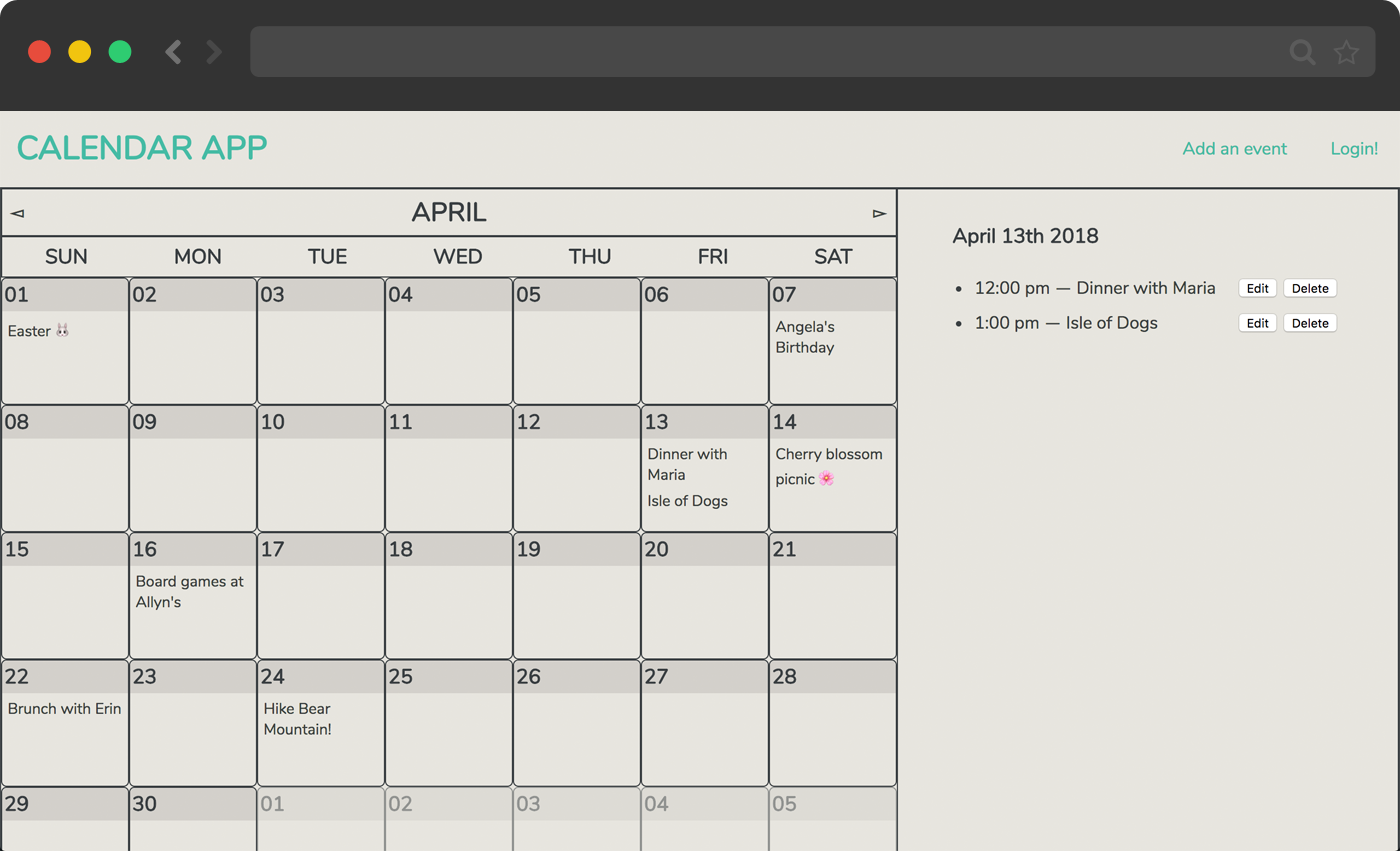 CALENDAR APP
Add an event Login!
◅ APRIL ▻
SUN MON TUE WED THU FRI SAT
01 02 03 04 05 06 07
Easter 🐰
Angela's
Birthday
08 09 10 11 12 13 14
Dinner with
Maria
Isle of Dogs
Cherry blossom
picnic 🌸
15 16 17 18 19 20 21
Board games at
Allyn's
22 23 24 25 26 27 28
Brunch with Erin
Hike Bear
Mountain!
29 30 01 02 03 04 05
April 13th 2018
• 12:00 pm — Dinner with Maria Edit Delete
• 1:00 pm — Isle of Dogs Edit Delete